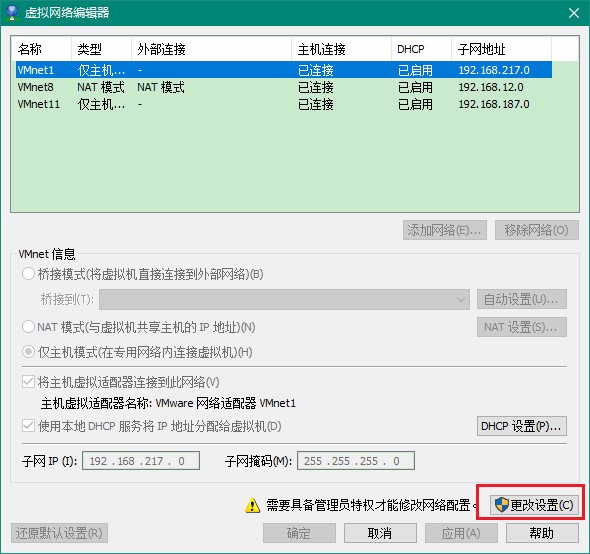 虚拟网络编辑器
名称 类型 外部连接 主机连接 DHCP 子网地址
VMnet1 仅主机... - 已连接 已启用 192.168.217.0
VMnet8 NAT 模式 NAT 模式 已连接 已启用 192.168.12.0
VMnet11 仅主机... - 已连接 已启用 192.168.187.0
添加网络(E)... 移除网络(O)
VMnet 信息
桥接模式(将虚拟机直接连接到外部网络)(B)
桥接到(T): 自动设置(U)...
NAT 模式(与虚拟机共享主机的 IP 地址)(N) NAT 设置(S)...
仅主机模式(在专用网络内连接虚拟机)(H)
将主机虚拟适配器连接到此网络(V)
主机虚拟适配器名称: VMware 网络适配器 VMnet1
使用本地 DHCP 服务将 IP 地址分配给虚拟机(D) DHCP 设置(P)...
子网 IP (I): 192 . 168 . 217 . 0 子网掩码(M): 255 . 255 . 255 . 0
需要具备管理员特权才能修改网络配置。 更改设置(C)
还原默认设置(R) 确定 取消 应用(A) 帮助